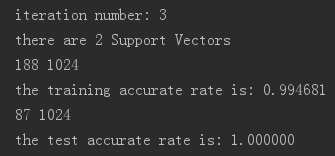 iteration number: 3
there are 2 Support Vectors
188 1024
the training accurate rate is: 0.994681
87 1024
the test accurate rate is: 1.000000